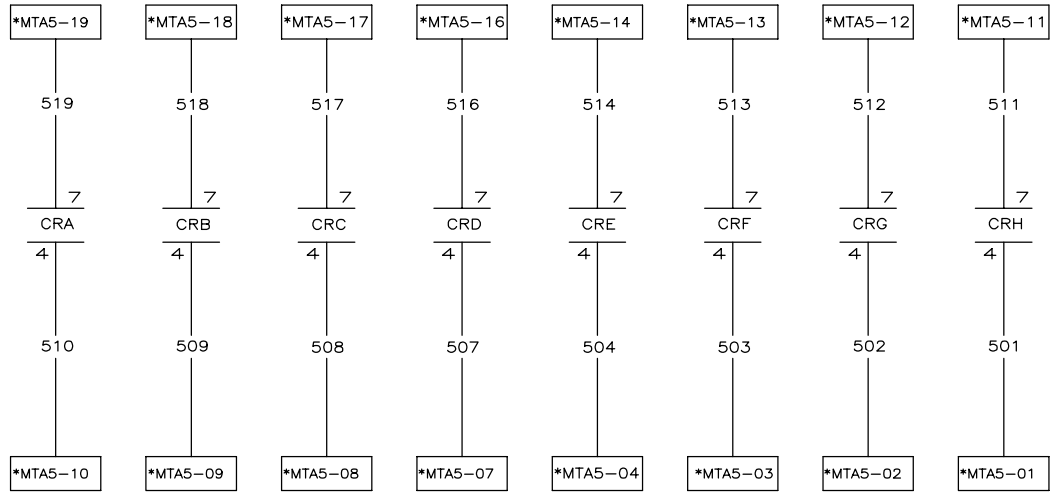 *MTA5-19 *MTA5-18 *MTA5-17 *MTA5-16 *MTA5-14 *MTA5-13 *MTA5-12 *MTA5-11
519 518 517 516 514 513 512 511
7 7 7 7 7 7 7 7
CRA CRB CRC CRD CRE CRF CRG CRH
4 4 4 4 4 4 4 4
510 509 508 507 504 503 502 501
*MTA5-10 *MTA5-09 *MTA5-08 *MTA5-07 *MTA5-04 *MTA5-03 *MTA5-02 *MTA5-01